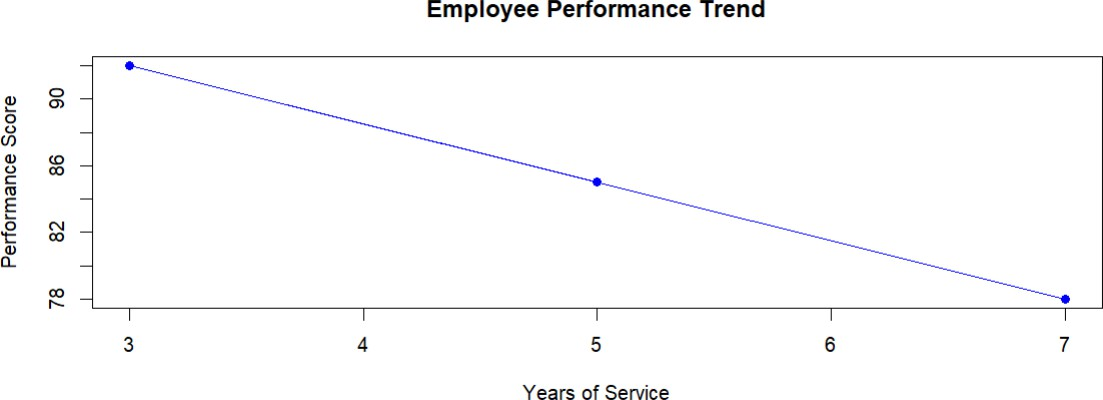 Employee Performance Trend
Performance Score
90
86
82
78
3 4 5 6 7
Years of Service